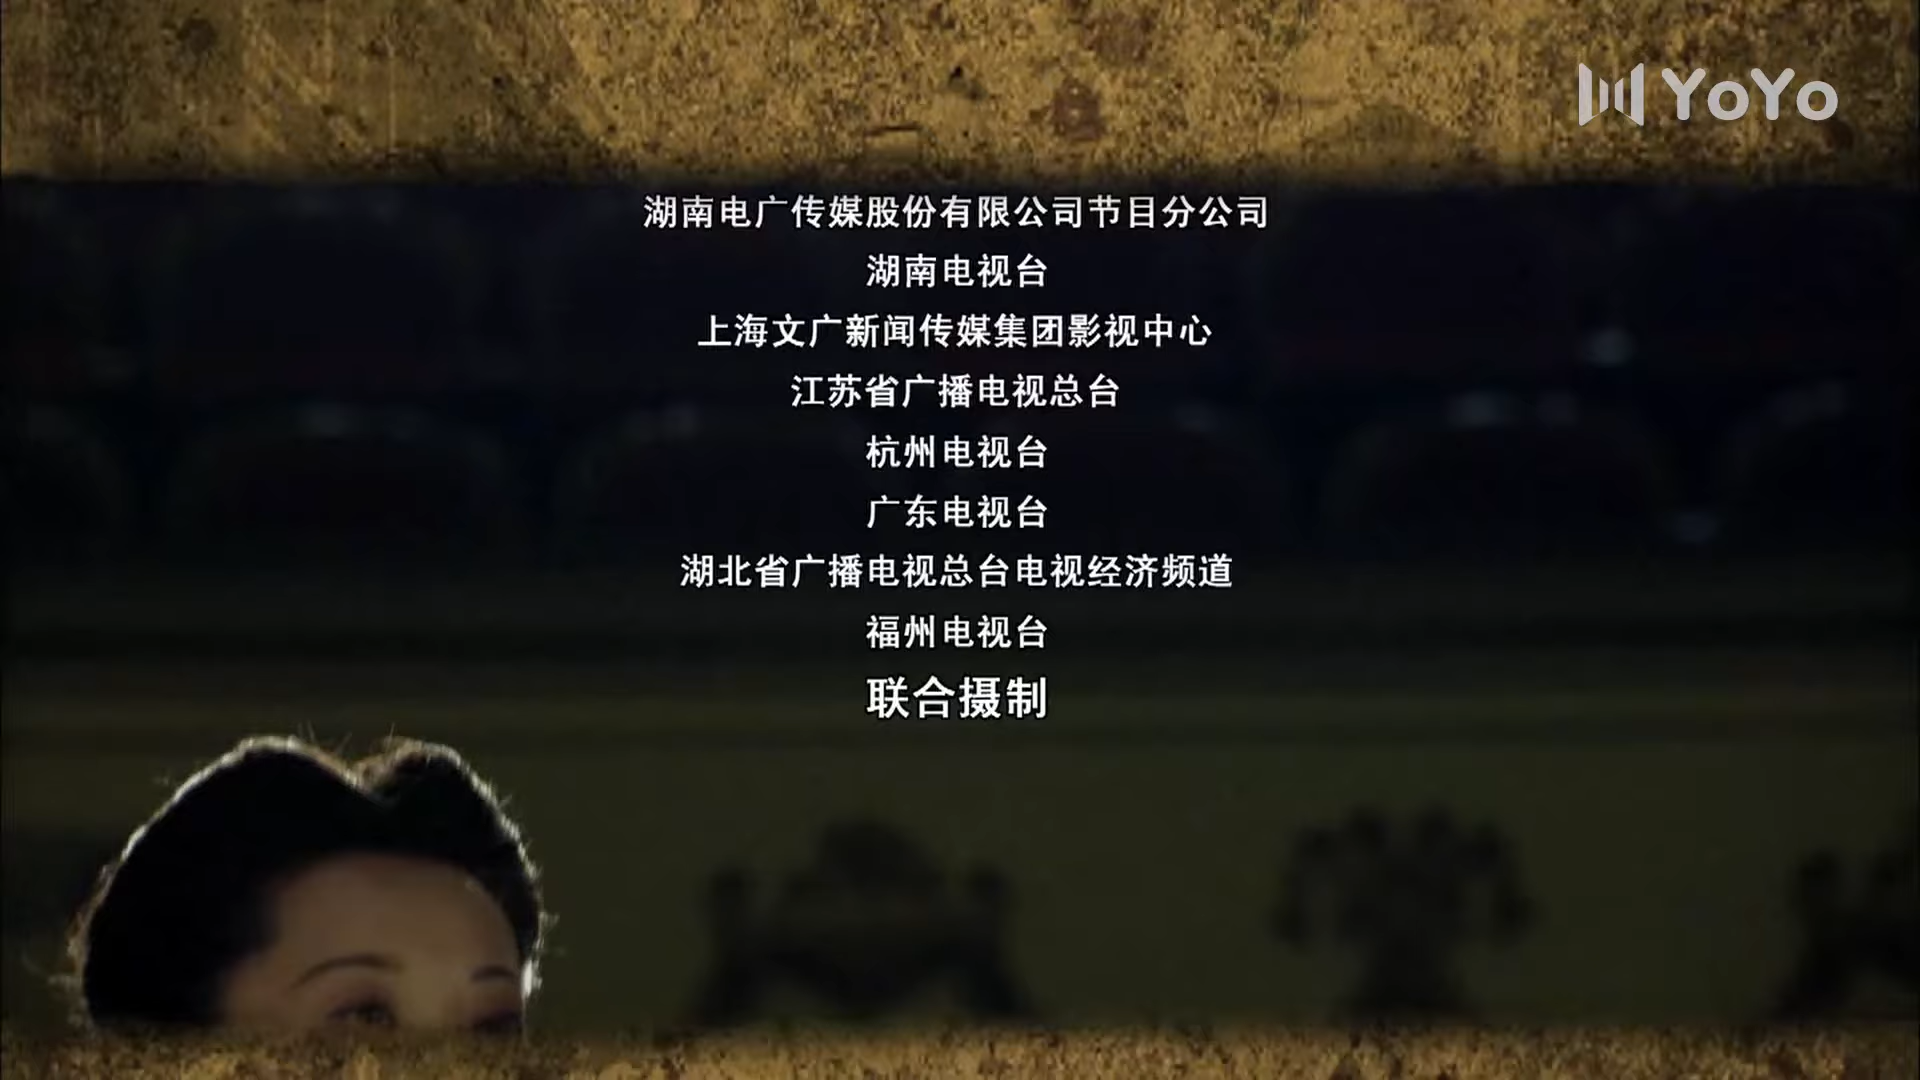 YoYo
湖南电广传媒股份有限公司节目分公司
湖南电视台
上海文广新闻传媒集团影视中心
江苏省广播电视总台
杭州电视台
广东电视台
湖北省广播电视总台电视经济频道
福州电视台
联合摄制